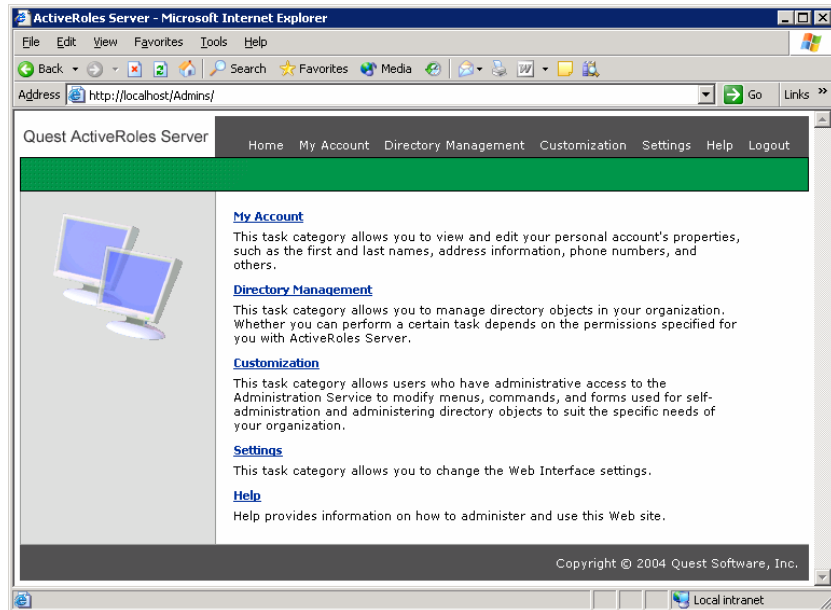 ActiveRoles Server - Microsoft Internet Explorer
File Edit View Favorites Tools Help
Back Search Favorites Media
Address http://localhost/Admins/ Go Links »
Quest ActiveRoles Server
Home My Account Directory Management Customization Settings Help Logout
My Account
This task category allows you to view and edit your personal account's properties,
such as the first and last names, address information, phone numbers, and
others.
Directory Management
This task category allows you to manage directory objects in your organization.
Whether you can perform a certain task depends on the permissions specified for
you with ActiveRoles Server.
Customization
This task category allows users who have administrative access to the
Administration Service to modify menus, commands, and forms used for self-
administration and administering directory objects to suit the specific needs of
your organization.
Settings
This task category allows you to change the Web Interface settings.
Help
Help provides information on how to administer and use this Web site.
Copyright © 2004 Quest Software, Inc.
Local intranet